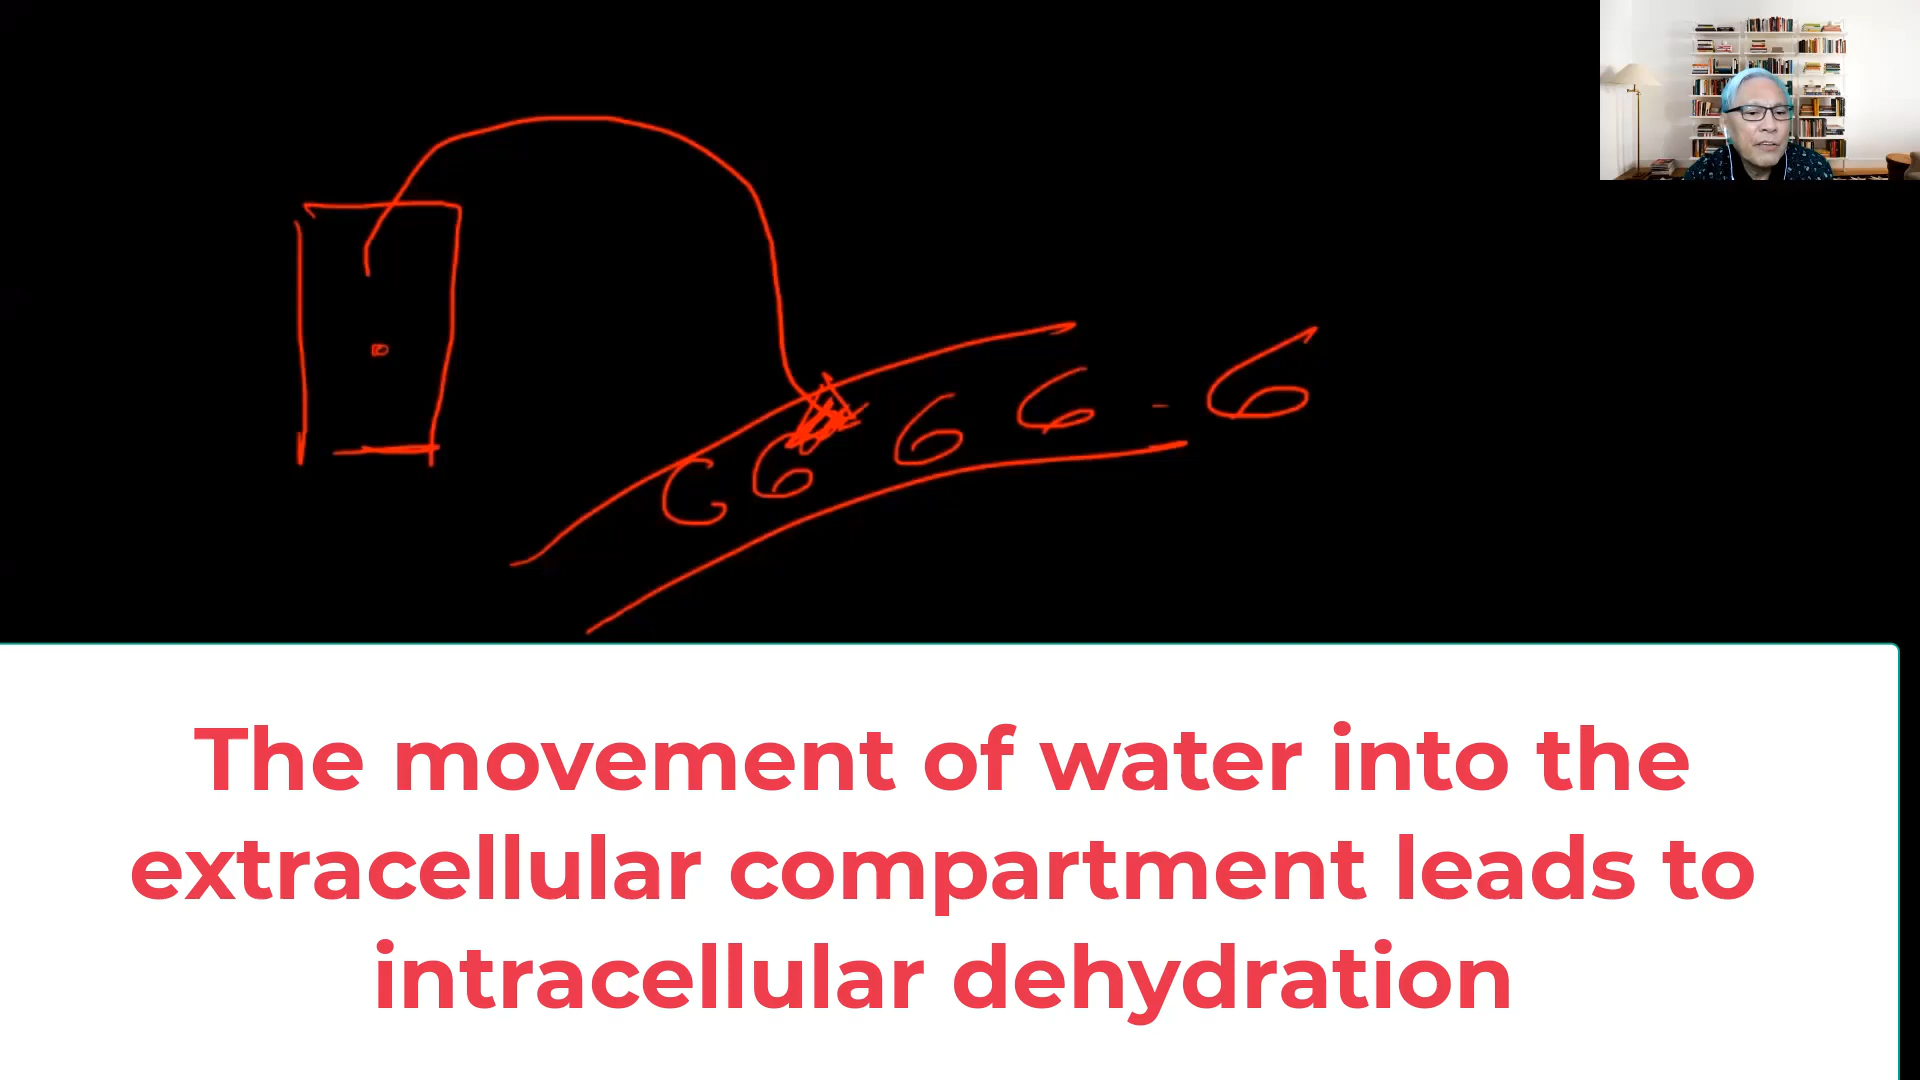 G G G G - G
The movement of water into the
extracellular compartment leads to
intracellular dehydration